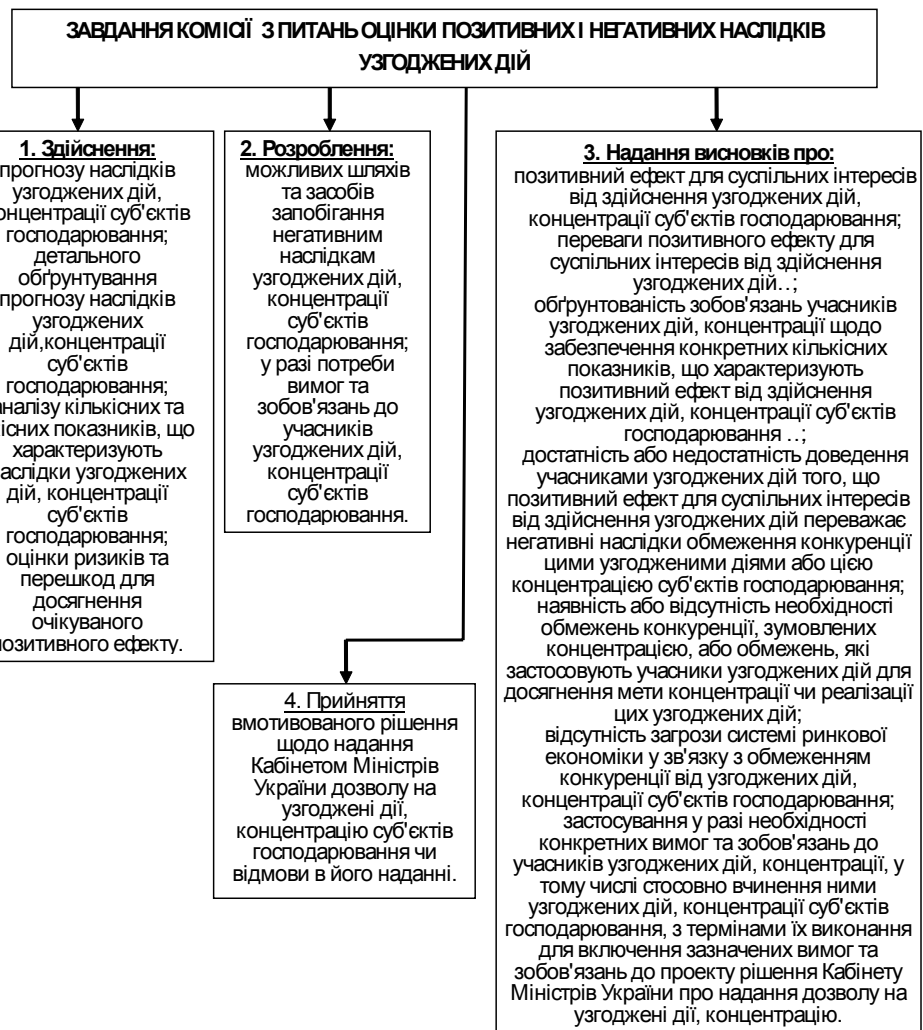 ЗАВДАННЯ КОМІСІЇ З ПИТАНЬ ОЦІНКИ ПОЗИТИВНИХ І НЕГАТИВНИХ НАСЛІДКІВ
УЗГОДЖЕНИХ ДІЙ
1. Здійснення:
прогнозу наслідків
узгоджених дій,
онцентрації суб'єктів
господарювання;
детального
обґрунтування
прогнозу наслідків
узгоджених
дій,концентрації
суб'єктів
господарювання;
аналізу кількісних та
існих показників, що
характеризують
наслідки узгоджених
дій, концентрації
суб'єктів
господарювання;
оцінки ризиків та
перешкод для
досягнення
очікуваного
позитивного ефекту.
2. Розроблення:
можливих шляхів
та засобів
запобігання
негативним
наслідкам
узгоджених дій,
концентрації
суб'єктів
господарювання;
у разі потреби
вимог та
зобов'язань до
учасників
узгоджених дій,
концентрації
суб'єктів
господарювання.
3. Надання висновків про:
позитивний ефект для суспільних інтересів
від здійснення узгоджених дій,
концентрації суб'єктів господарювання;
переваги позитивного ефекту для
суспільних інтересів від здійснення
узгоджених дій..;
обґрунтованість зобов'язань учасників
узгоджених дій, концентрації щодо
забезпечення конкретних кількісних
показників, що характеризують
позитивний ефект від здійснення
узгоджених дій, концентрації суб'єктів
господарювання ..;
достатність або недостатність доведення
учасниками узгоджених дій того, що
позитивний ефект для суспільних інтересів
від здійснення узгоджених дій переважає
негативні наслідки обмеження конкуренції
цими узгодженими діями або цією
концентрацією суб'єктів господарювання;
наявність або відсутність необхідності
обмежень конкуренції, зумовлених
концентрацією, або обмежень, які
застосовують учасники узгоджених дій для
досягнення мети концентрації чи реалізації
цих узгоджених дій;
відсутність загрози системі ринкової
економіки у зв'язку з обмеженням
конкуренції від узгоджених дій,
концентрації суб'єктів господарювання;
застосування у разі необхідності
конкретних вимог та зобов'язань до
учасників узгоджених дій, концентрації, у
тому числі стосовно вчинення ними
узгоджених дій, концентрації суб'єктів
господарювання, з термінами їх виконання
для включення зазначених вимог та
зобов'язань до проекту рішення Кабінету
Міністрів України про надання дозволу на
узгоджені дії, концентрацію.
4. Прийняття
вмотивованого рішення
щодо надання
Кабінетом Міністрів
України дозволу на
узгоджені дії,
концентрацію суб'єктів
господарювання чи
відмови в його наданні.